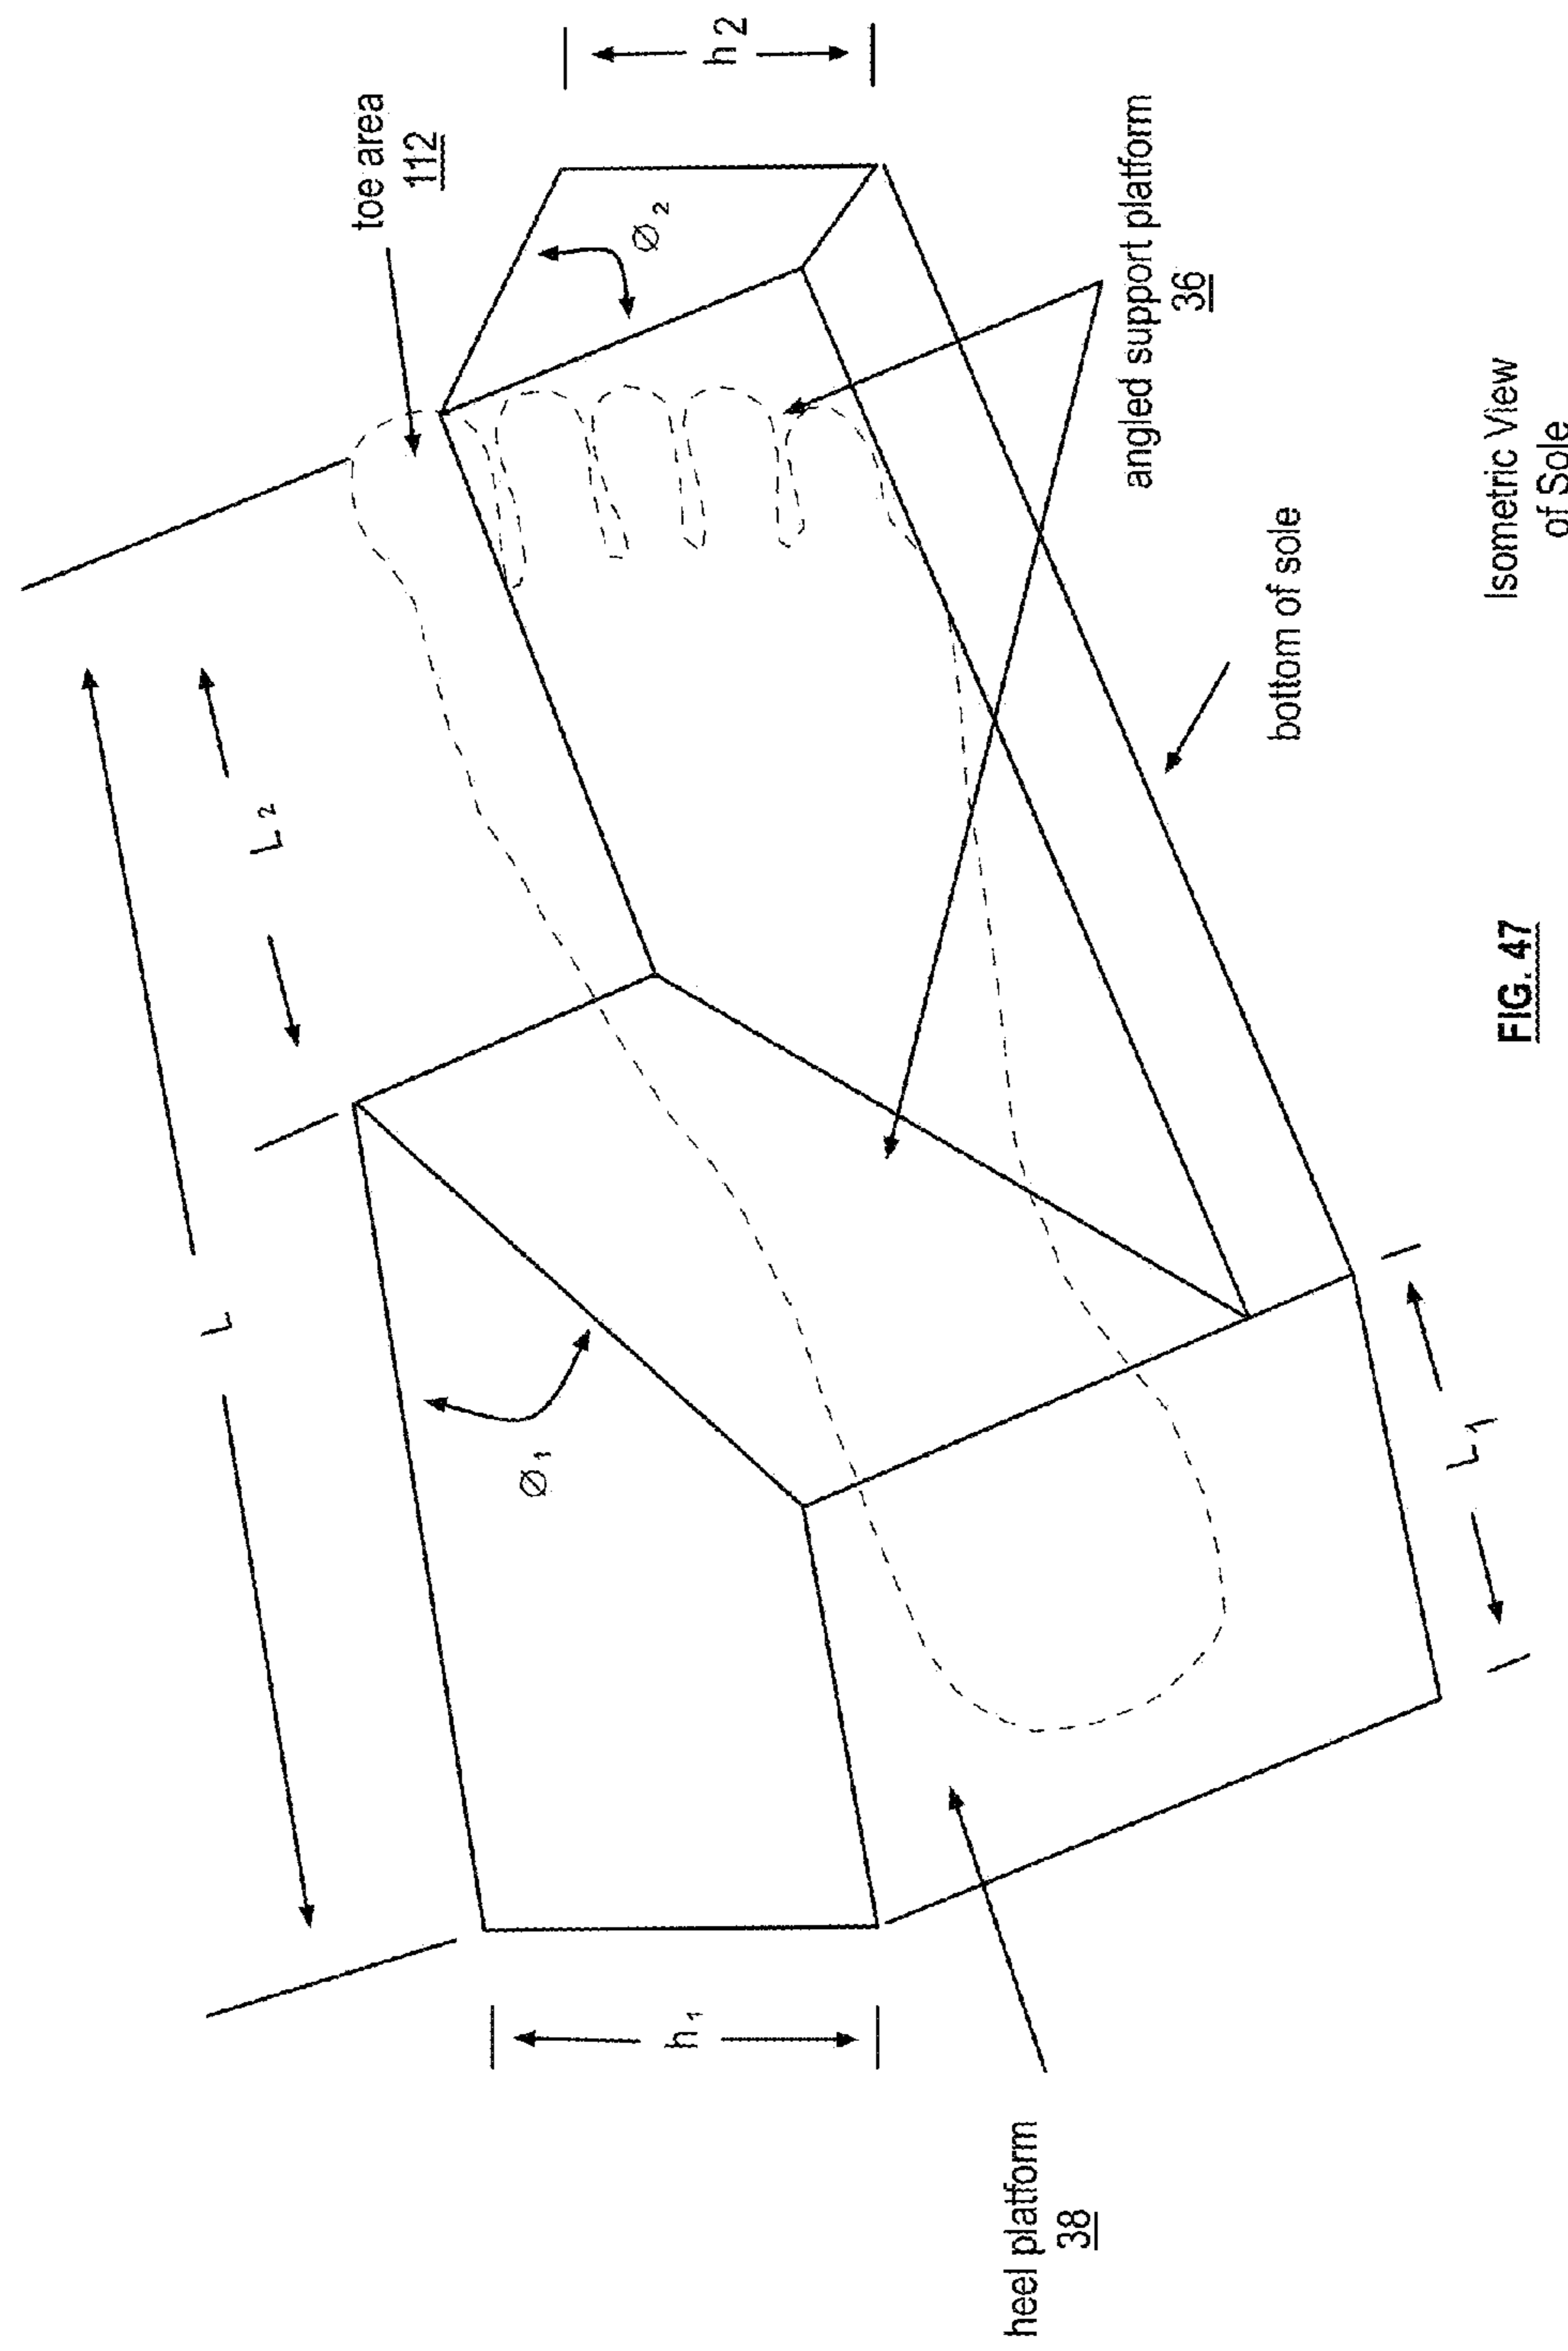 toe area
112
h2
L2
L
Ø2
Ø1
angled support platform
36
bottom of sole
h1
L1
heel platform
38
FIG. 47
Isometric View
of Sole